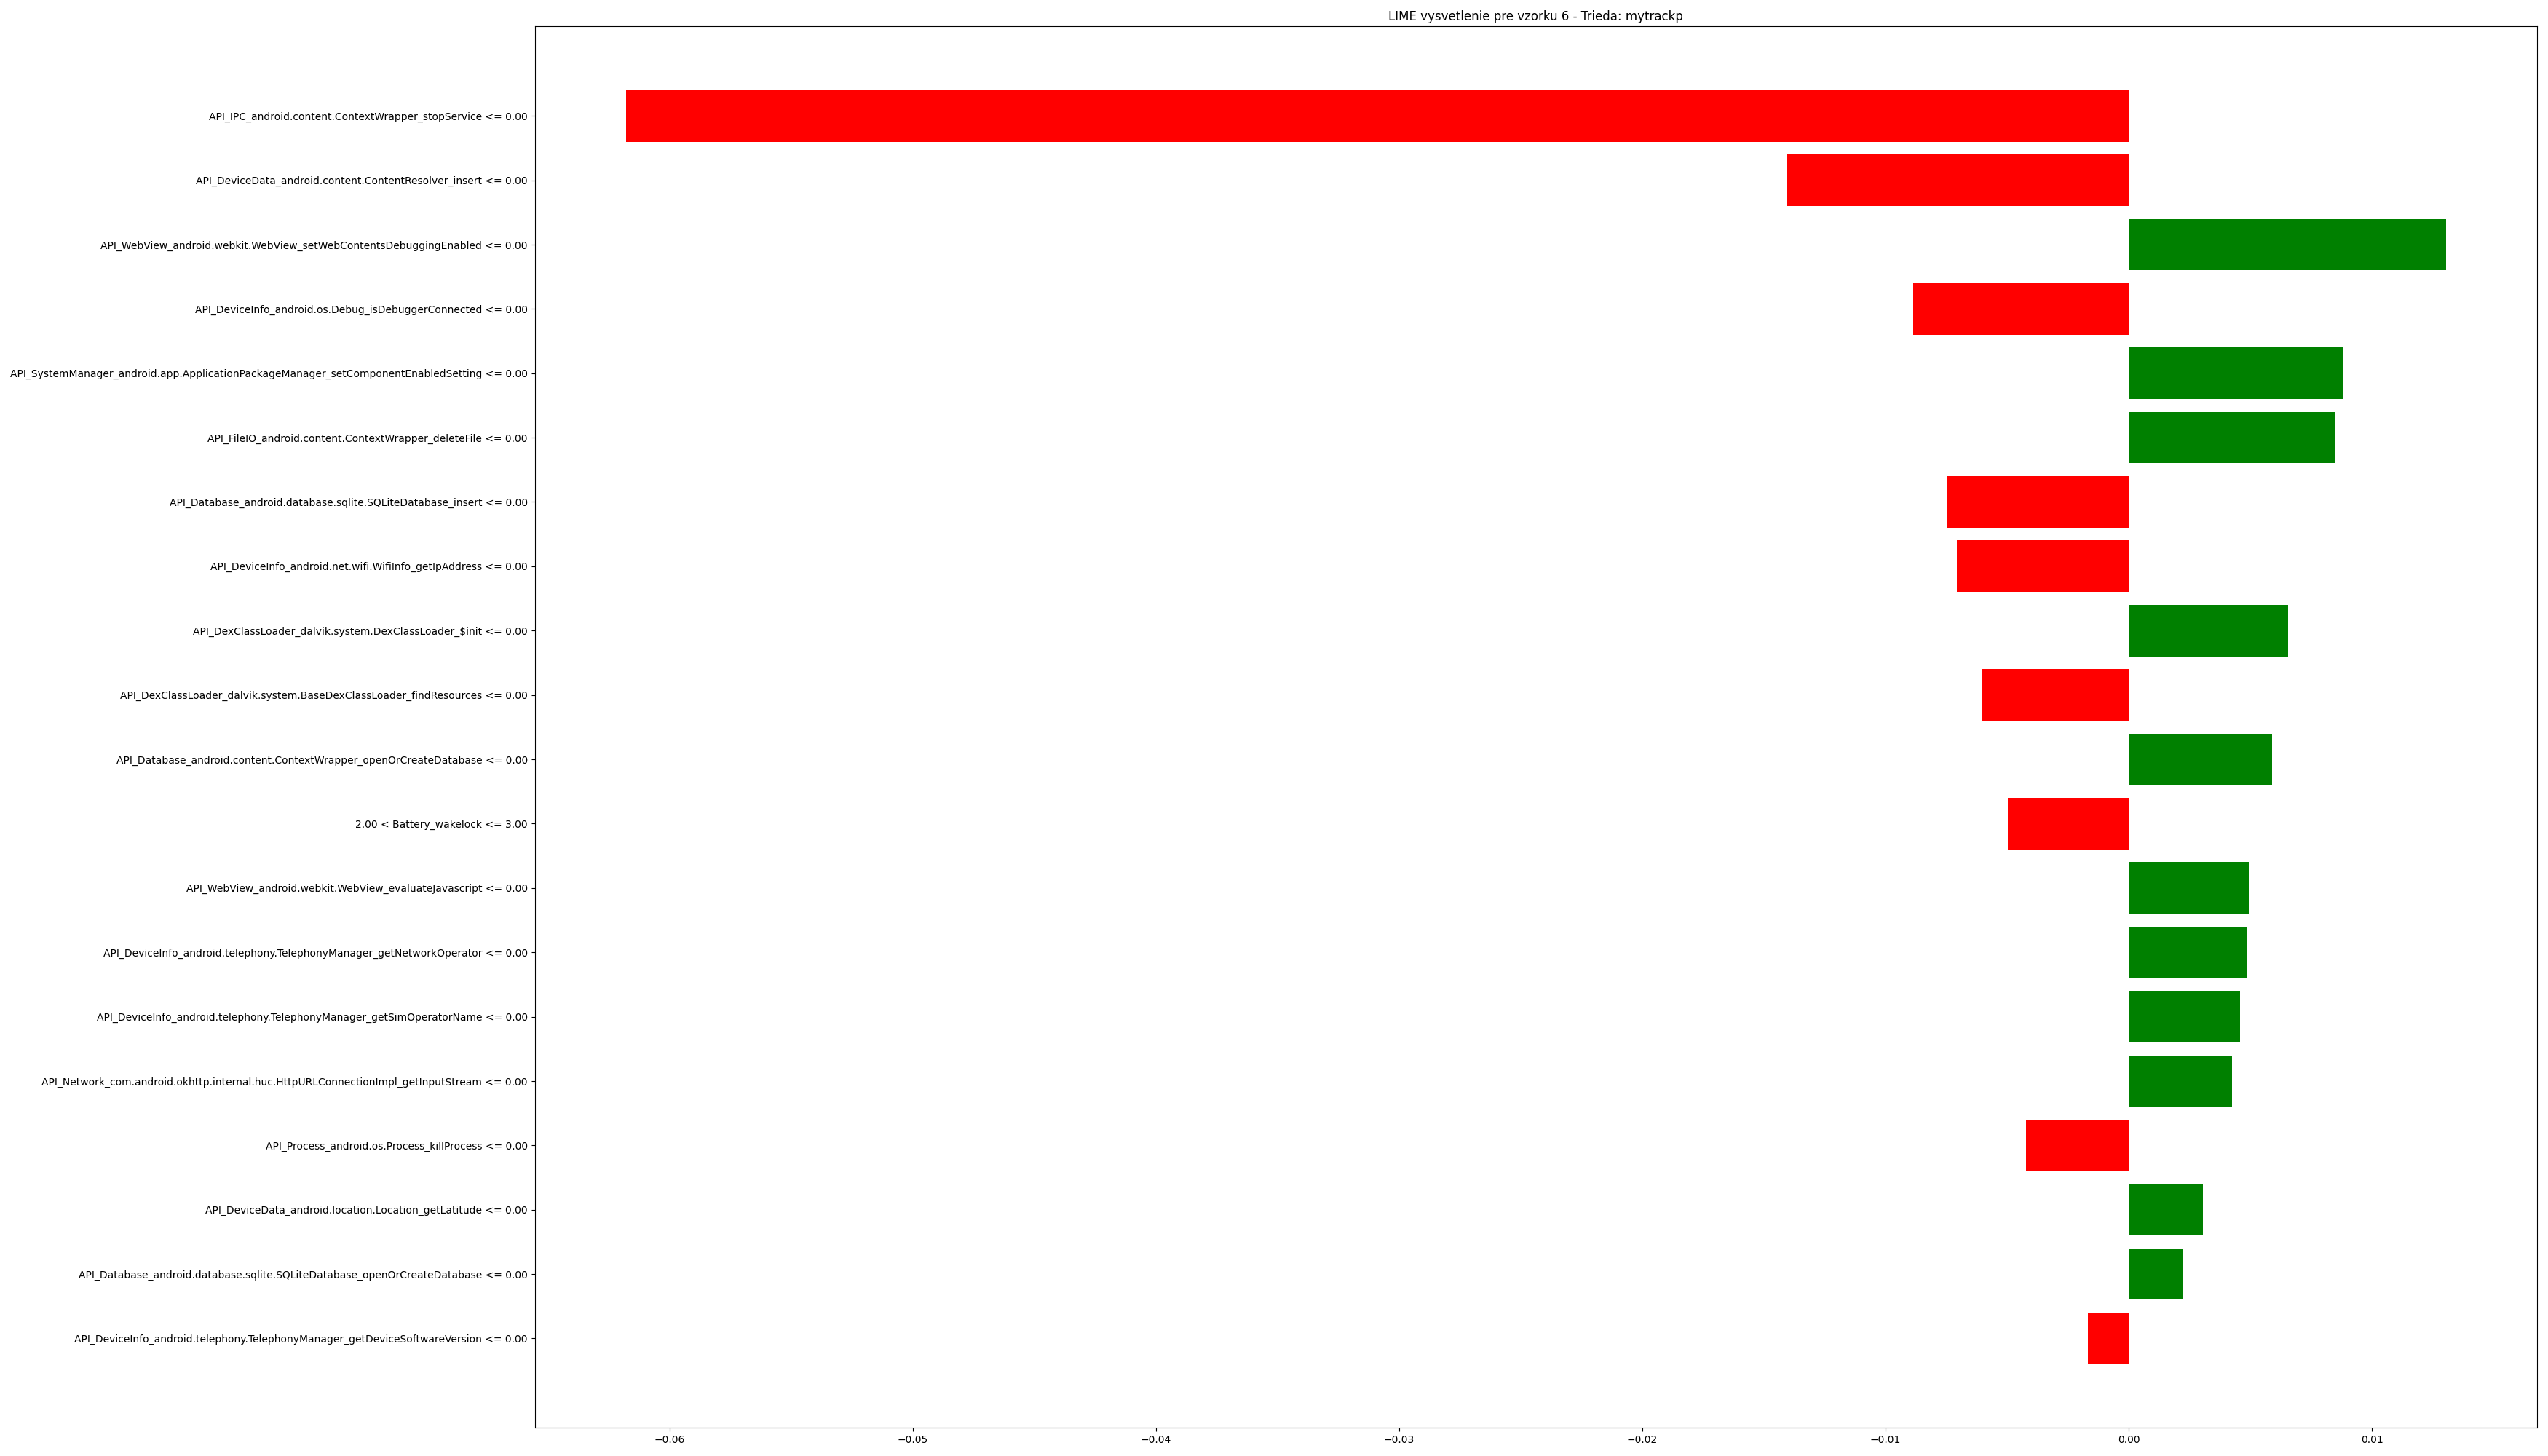 LIME vysvetlenie pre vzorku 6 - Trieda: mytrackp
API_IPC_android.content.ContextWrapper_stopService <= 0.00
API_DeviceData_android.content.ContentResolver_insert <= 0.00
API_WebView_android.webkit.WebView_setWebContentsDebuggingEnabled <= 0.00
API_DeviceInfo_android.os.Debug_isDebuggerConnected <= 0.00
API_SystemManager_android.app.ApplicationPackageManager_setComponentEnabledSetting <= 0.00
API_FileIO_android.content.ContextWrapper_deleteFile <= 0.00
API_Database_android.database.sqlite.SQLiteDatabase_insert <= 0.00
API_DeviceInfo_android.net.wifi.WifiInfo_getIpAddress <= 0.00
API_DexClassLoader_dalvik.system.DexClassLoader_$init <= 0.00
API_DexClassLoader_dalvik.system.BaseDexClassLoader_findResources <= 0.00
API_Database_android.content.ContextWrapper_openOrCreateDatabase <= 0.00
2.00 < Battery_wakelock <= 3.00
API_WebView_android.webkit.WebView_evaluateJavascript <= 0.00
API_DeviceInfo_android.telephony.TelephonyManager_getNetworkOperator <= 0.00
API_DeviceInfo_android.telephony.TelephonyManager_getSimOperatorName <= 0.00
API_Network_com.android.okhttp.internal.huc.HttpURLConnectionImpl_getInputStream <= 0.00
API_Process_android.os.Process_killProcess <= 0.00
API_DeviceData_android.location.Location_getLatitude <= 0.00
API_Database_android.database.sqlite.SQLiteDatabase_openOrCreateDatabase <= 0.00
API_DeviceInfo_android.telephony.TelephonyManager_getDeviceSoftwareVersion <= 0.00
−0.06 −0.05 −0.04 −0.03 −0.02 −0.01 0.00 0.01